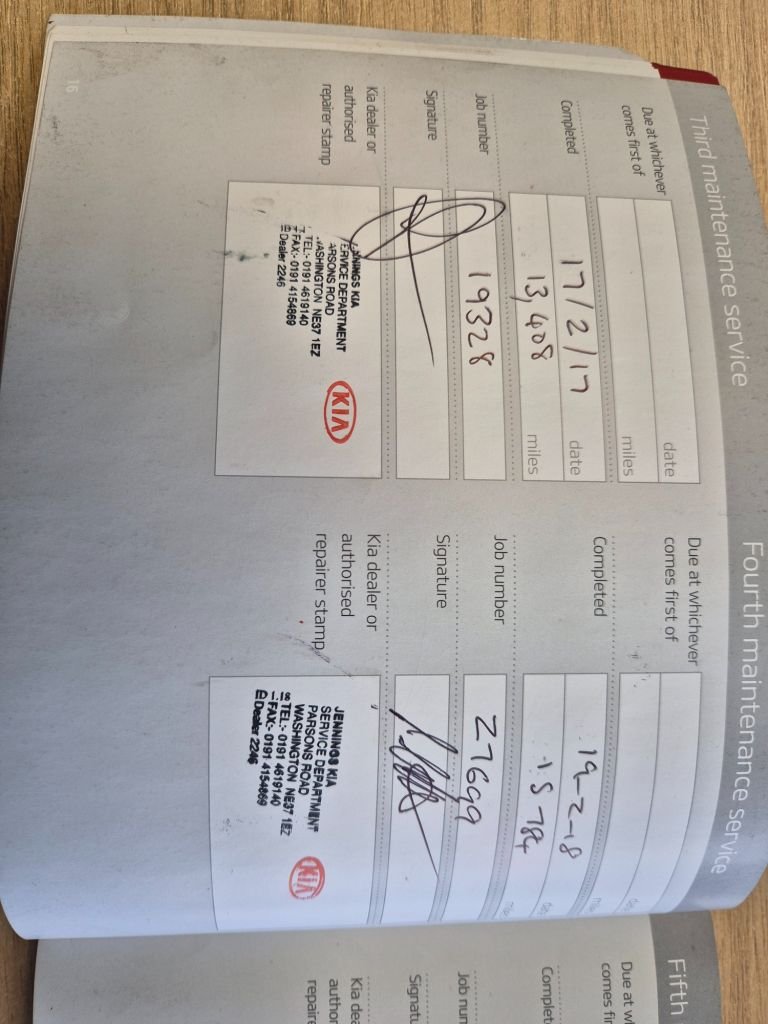 Third maintenance service
Due at whichever
comes first of
date
miles
Completed
17/2/17
date
13,408
miles
Job number
19328
Signature
Kia dealer or
authorised
repairer stamp
JENNINGS KIA
SERVICE DEPARTMENT
PARSONS ROAD
WASHINGTON NE37 1EZ
TEL:- 0191 4619140
FAX:- 0191 4154869
Dealer 2246
KIA
16
Fourth maintenance service
Due at whichever
comes first of
Completed
19-2-18
15784
Job number
27699
Signature
Kia dealer or
authorised
repairer stamp
JENNINGS KIA
SERVICE DEPARTMENT
PARSONS ROAD
WASHINGTON NE37 1EZ
TEL:- 0191 4619140
FAX:- 0191 4154869
Dealer 2246
KIA
Fifth
Due at w
comes fir
Complet
Job num
Signatu
Kia dea
author
repaire